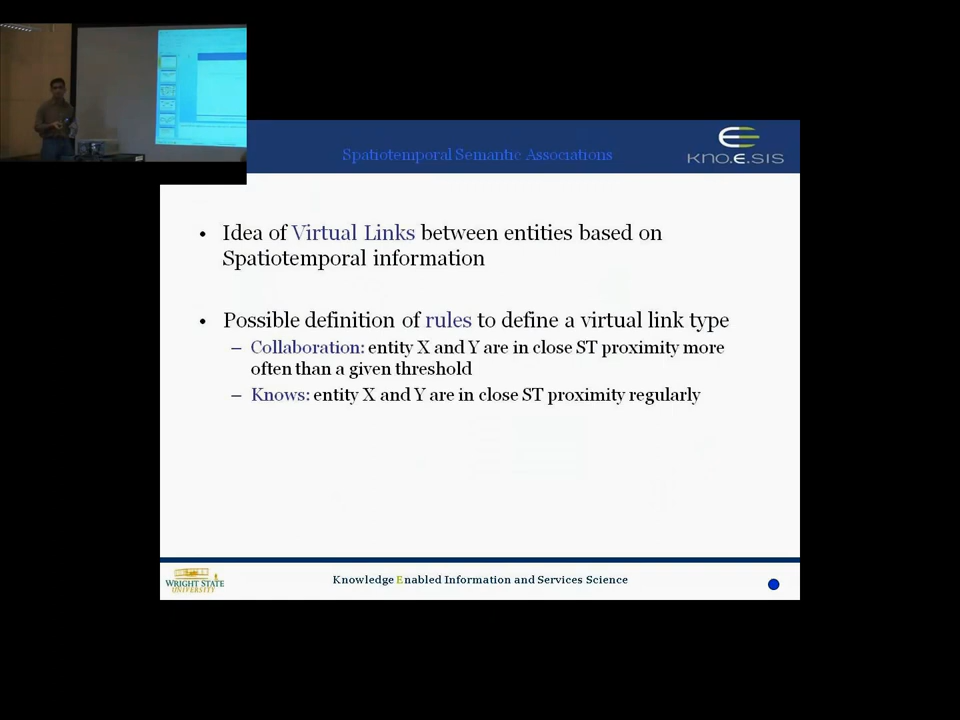 Spatiotemporal Semantic Associations
kno.e.sis
• Idea of Virtual Links between entities based on
Spatiotemporal information
• Possible definition of rules to define a virtual link type
– Collaboration: entity X and Y are in close ST proximity more
often than a given threshold
– Knows: entity X and Y are in close ST proximity regularly
WRIGHT STATE
UNIVERSITY
Knowledge Enabled Information and Services Science